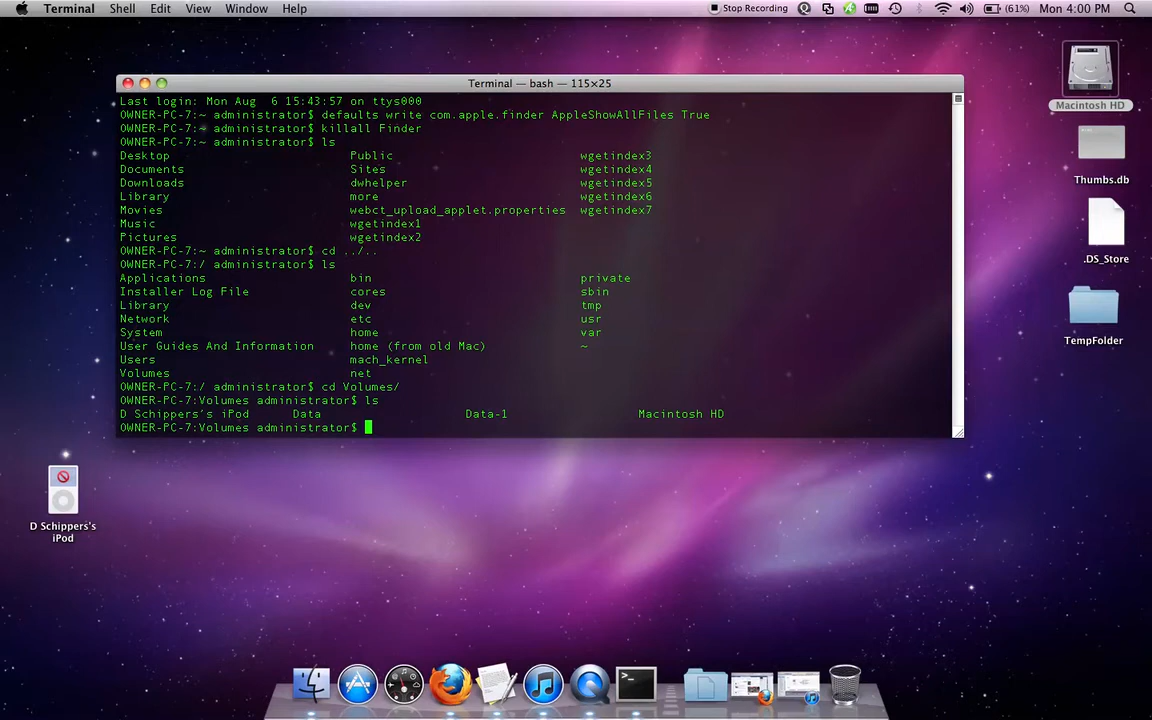 Terminal Shell Edit View Window Help Stop Recording (61%) Mon 4:00 PM
Terminal — bash — 115×25
Last login: Mon Aug  6 15:43:57 on ttys000
OWNER-PC-7:~ administrator$ defaults write com.apple.finder AppleShowAllFiles True
OWNER-PC-7:~ administrator$ killall Finder
OWNER-PC-7:~ administrator$ ls
Desktop Public wgetindex3
Documents Sites wgetindex4
Downloads dwhelper wgetindex5
Library more wgetindex6
Movies webct_upload_applet.properties wgetindex7
Music wgetindex1
Pictures wgetindex2
OWNER-PC-7:~ administrator$ cd ../..
OWNER-PC-7:/ administrator$ ls
Applications bin private
Installer Log File cores sbin
Library dev tmp
Network etc usr
System home var
User Guides And Information home (from old Mac) ~
Users mach_kernel
Volumes net
OWNER-PC-7:/ administrator$ cd Volumes/
OWNER-PC-7:Volumes administrator$ ls
D Schippers's iPod Data Data-1 Macintosh HD
OWNER-PC-7:Volumes administrator$
Macintosh HD
Thumbs.db
.DS_Store
TempFolder
D Schippers's
iPod